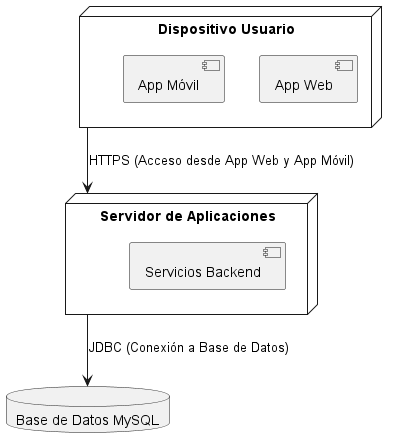 Dispositivo Usuario
App Móvil
App Web
HTTPS (Acceso desde App Web y App Móvil)
Servidor de Aplicaciones
Servicios Backend
JDBC (Conexión a Base de Datos)
Base de Datos MySQL